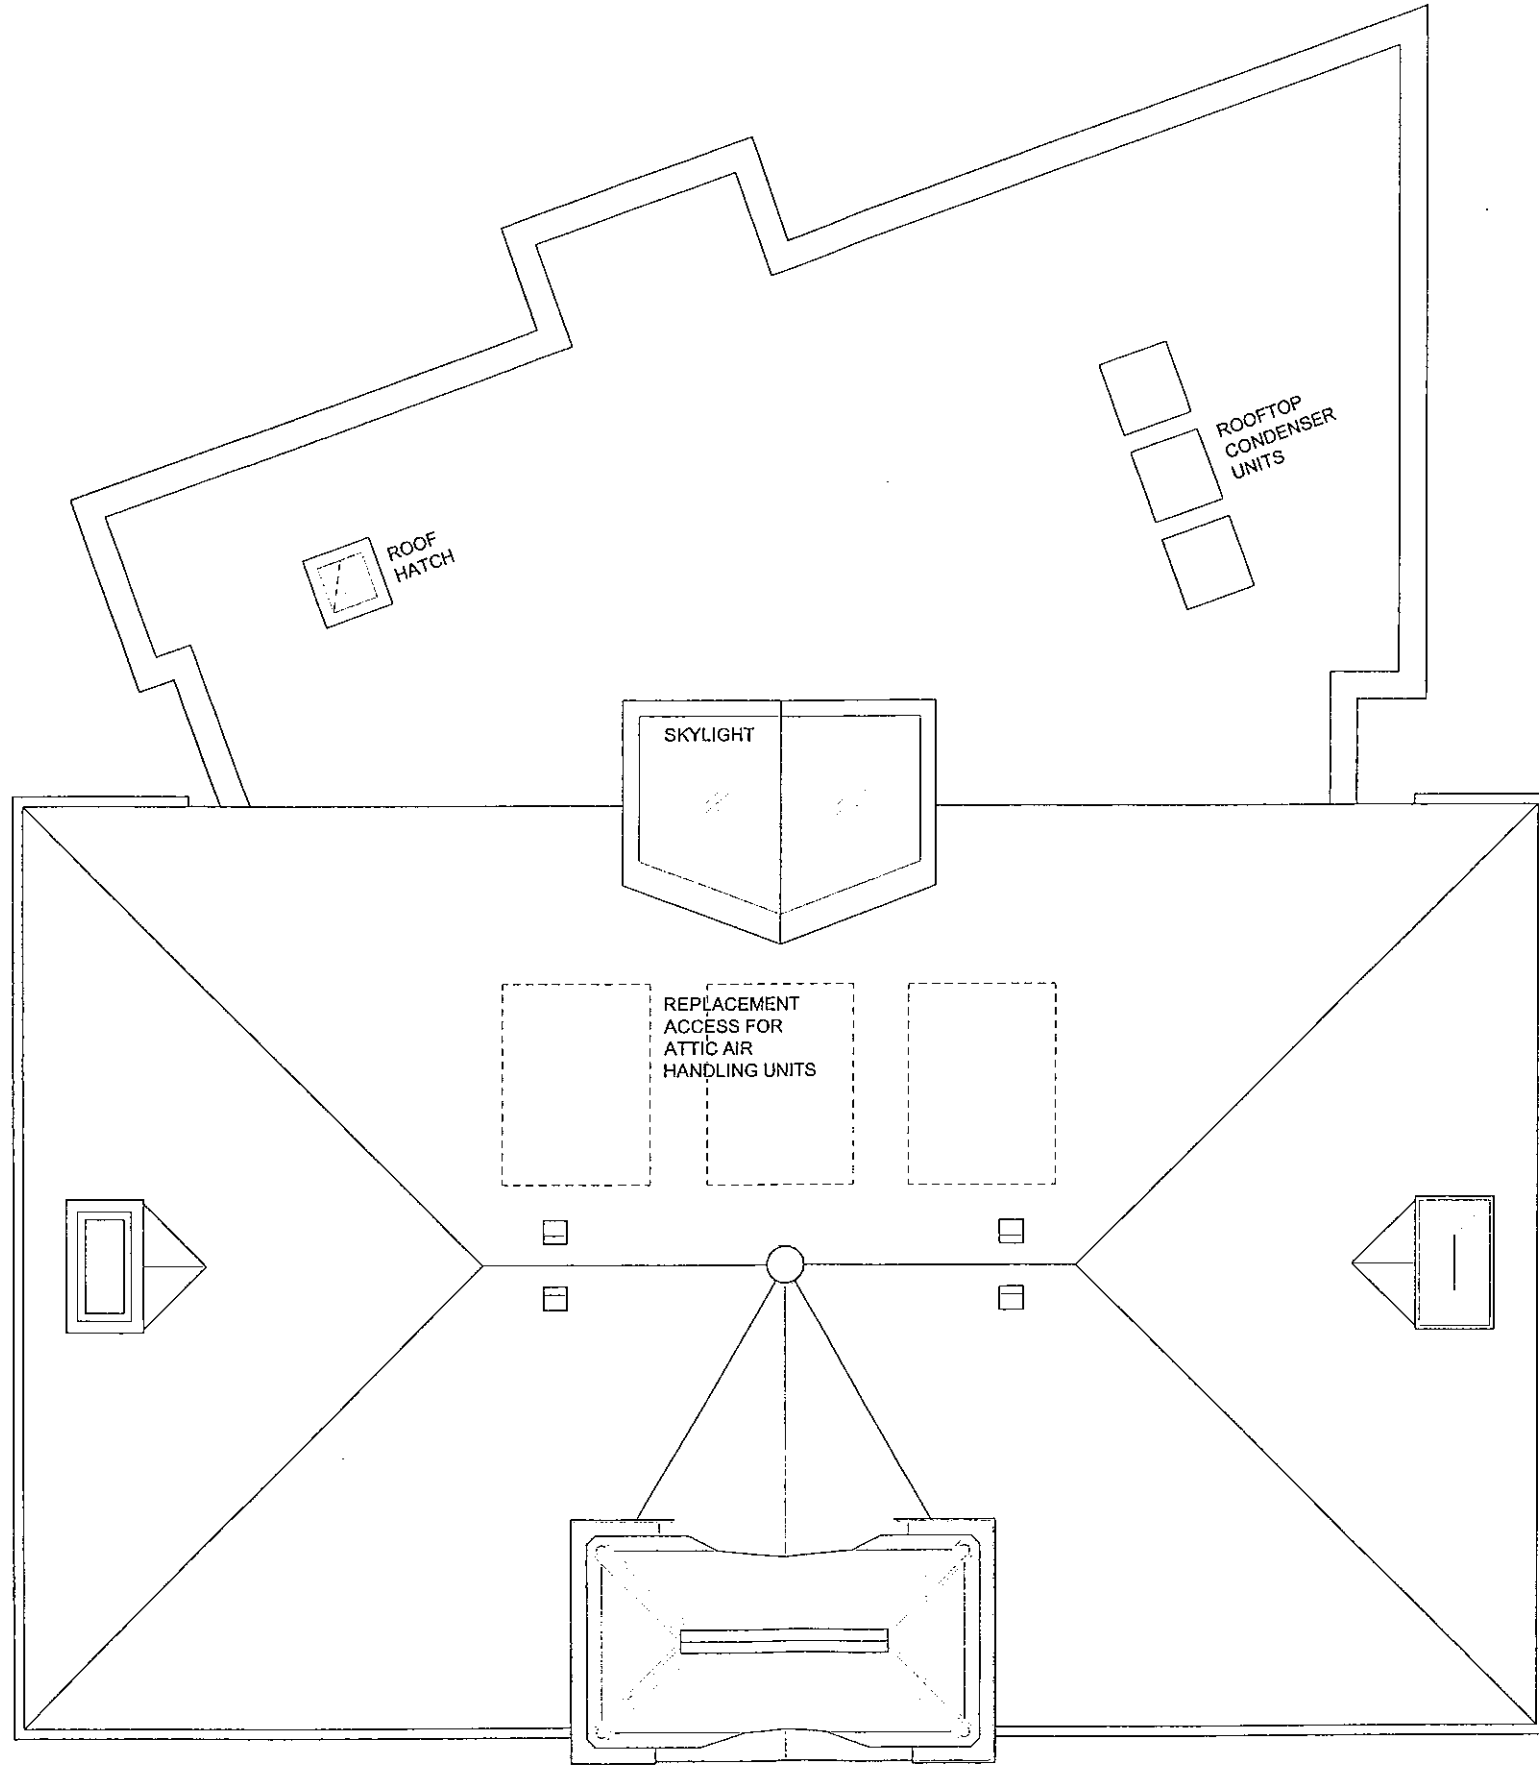 ROOFTOP
CONDENSER
UNITS
ROOF
HATCH
SKYLIGHT
REPLACEMENT
ACCESS FOR
ATTIC AIR
HANDLING UNITS